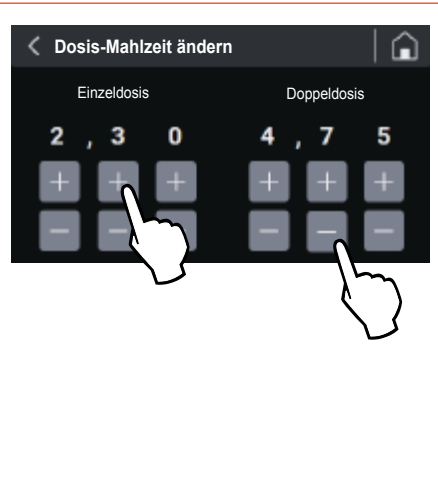 Dosis-Mahlzeit ändern
Einzeldosis Doppeldosis
2 , 3 0 4 , 7 5
+ + + + + +
− − − − −